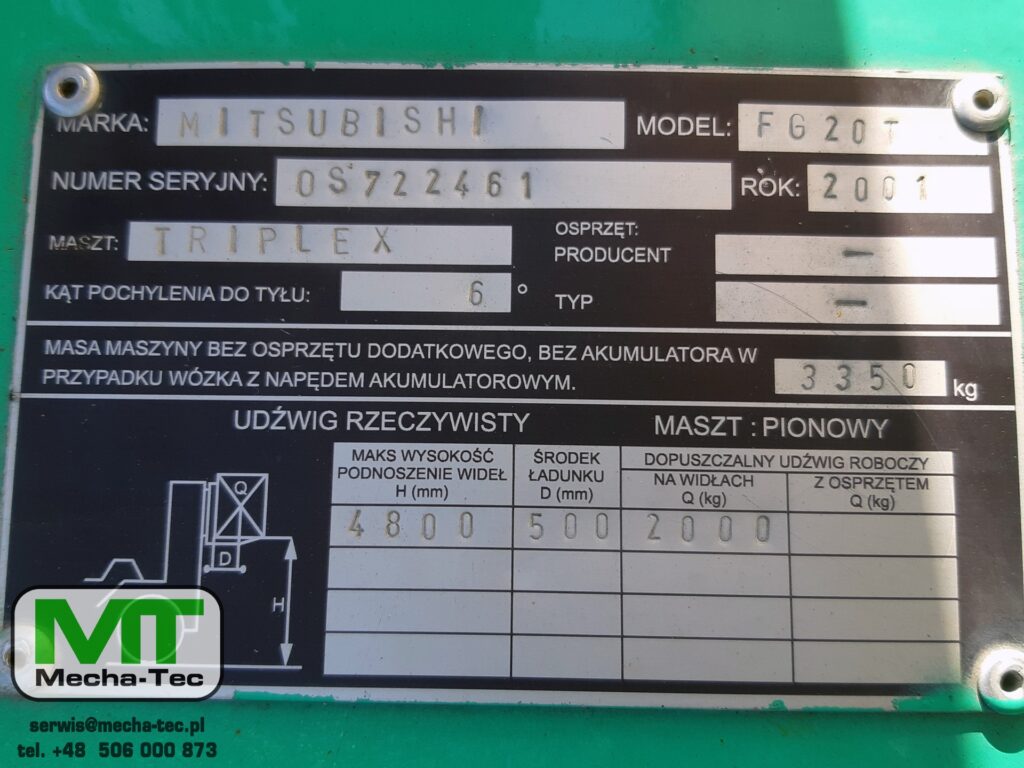 MARKA: MITSUBISHI MODEL: FG20T
NUMER SERYJNY: OS722461 ROK: 2001
MASZT: TRIPLEX OSPRZĘT:
PRODUCENT —
KĄT POCHYLENIA DO TYŁU: 6 ° TYP —
MASA MASZYNY BEZ OSPRZĘTU DODATKOWEGO, BEZ AKUMULATORA W
PRZYPADKU WÓZKA Z NAPĘDEM AKUMULATOROWYM. 3350 kg
UDŹWIG RZECZYWISTY MASZT : PIONOWY
MAKS WYSOKOŚĆ
PODNOSZENIE WIDEŁ
H (mm)
ŚRODEK
ŁADUNKU
D (mm)
DOPUSZCZALNY UDŹWIG ROBOCZY
NA WIDŁACH
Q (kg)
Z OSPRZĘTEM
Q (kg)
4800 500 2000
Q
D
H
MT
Mecha-Tec
serwis@mecha-tec.pl
tel. +48 506 000 873